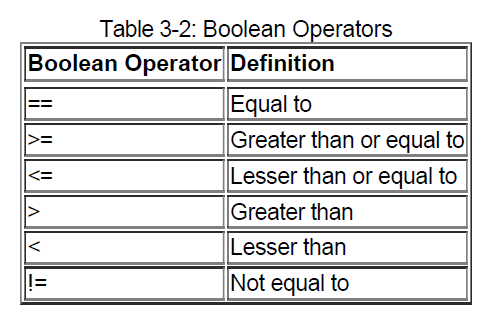 Table 3-2: Boolean Operators
Boolean Operator Definition
== Equal to
>= Greater than or equal to
<= Lesser than or equal to
> Greater than
< Lesser than
!= Not equal to